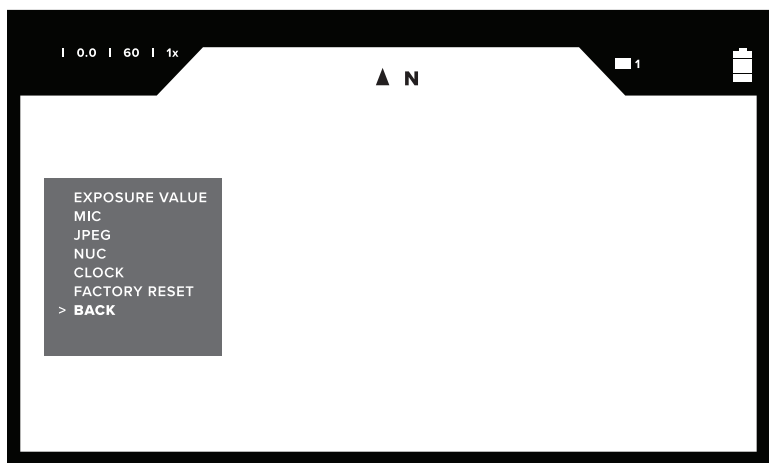 | 0.0 | 60 | 1x
1
N
EXPOSURE VALUE
MIC
JPEG
NUC
CLOCK
FACTORY RESET
> BACK